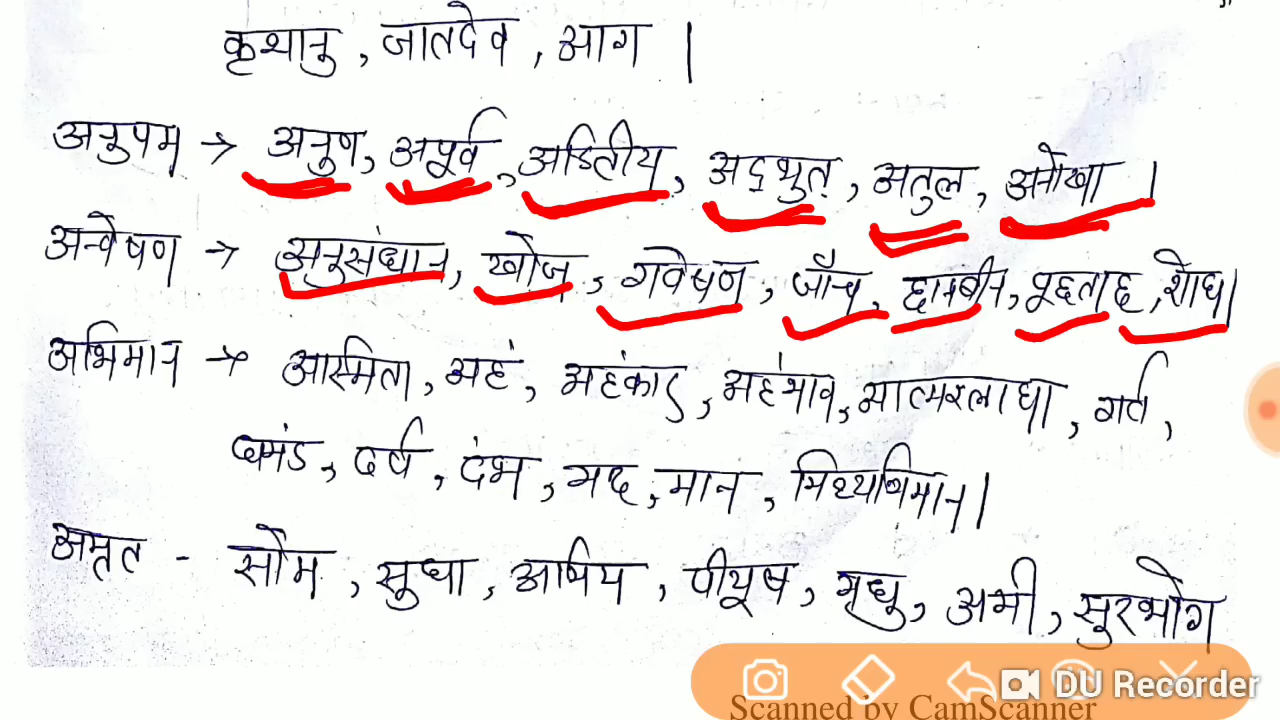 कृशानु, जातदेव, आग |
अनुपम → अनुण, अपूर्व, अद्वितीय, अद्भुत, अतुल, अनोखा |
अन्वेषण → अनुसंधान, खोज, गवेषण, जाँच, छानबीन, पूछताछ, शोध |
अभिमान → अस्मिता, अहं, अहंकार, अहंभाव, आत्मश्लाघा, गर्व,
घमंड, दर्प, दंभ, मद, मान, मिथ्याभिमान |
अमृत - सोम, सुधा, अमिय, पीयूष, मधु, अमी, सुरभोग
DU Recorder
Scanned by CamScanner